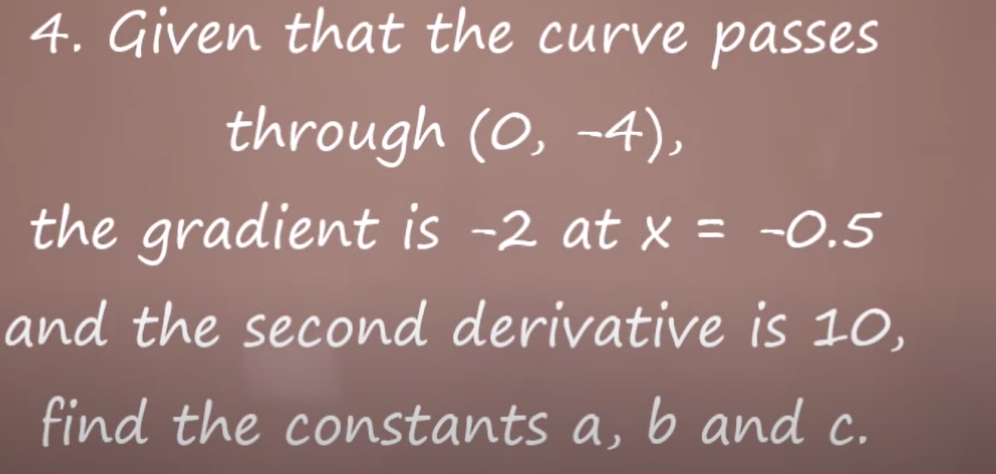 4. Given that the curve passes
through (0, -4),
the gradient is -2 at x = -0.5
and the second derivative is 10,
find the constants a, b and c.